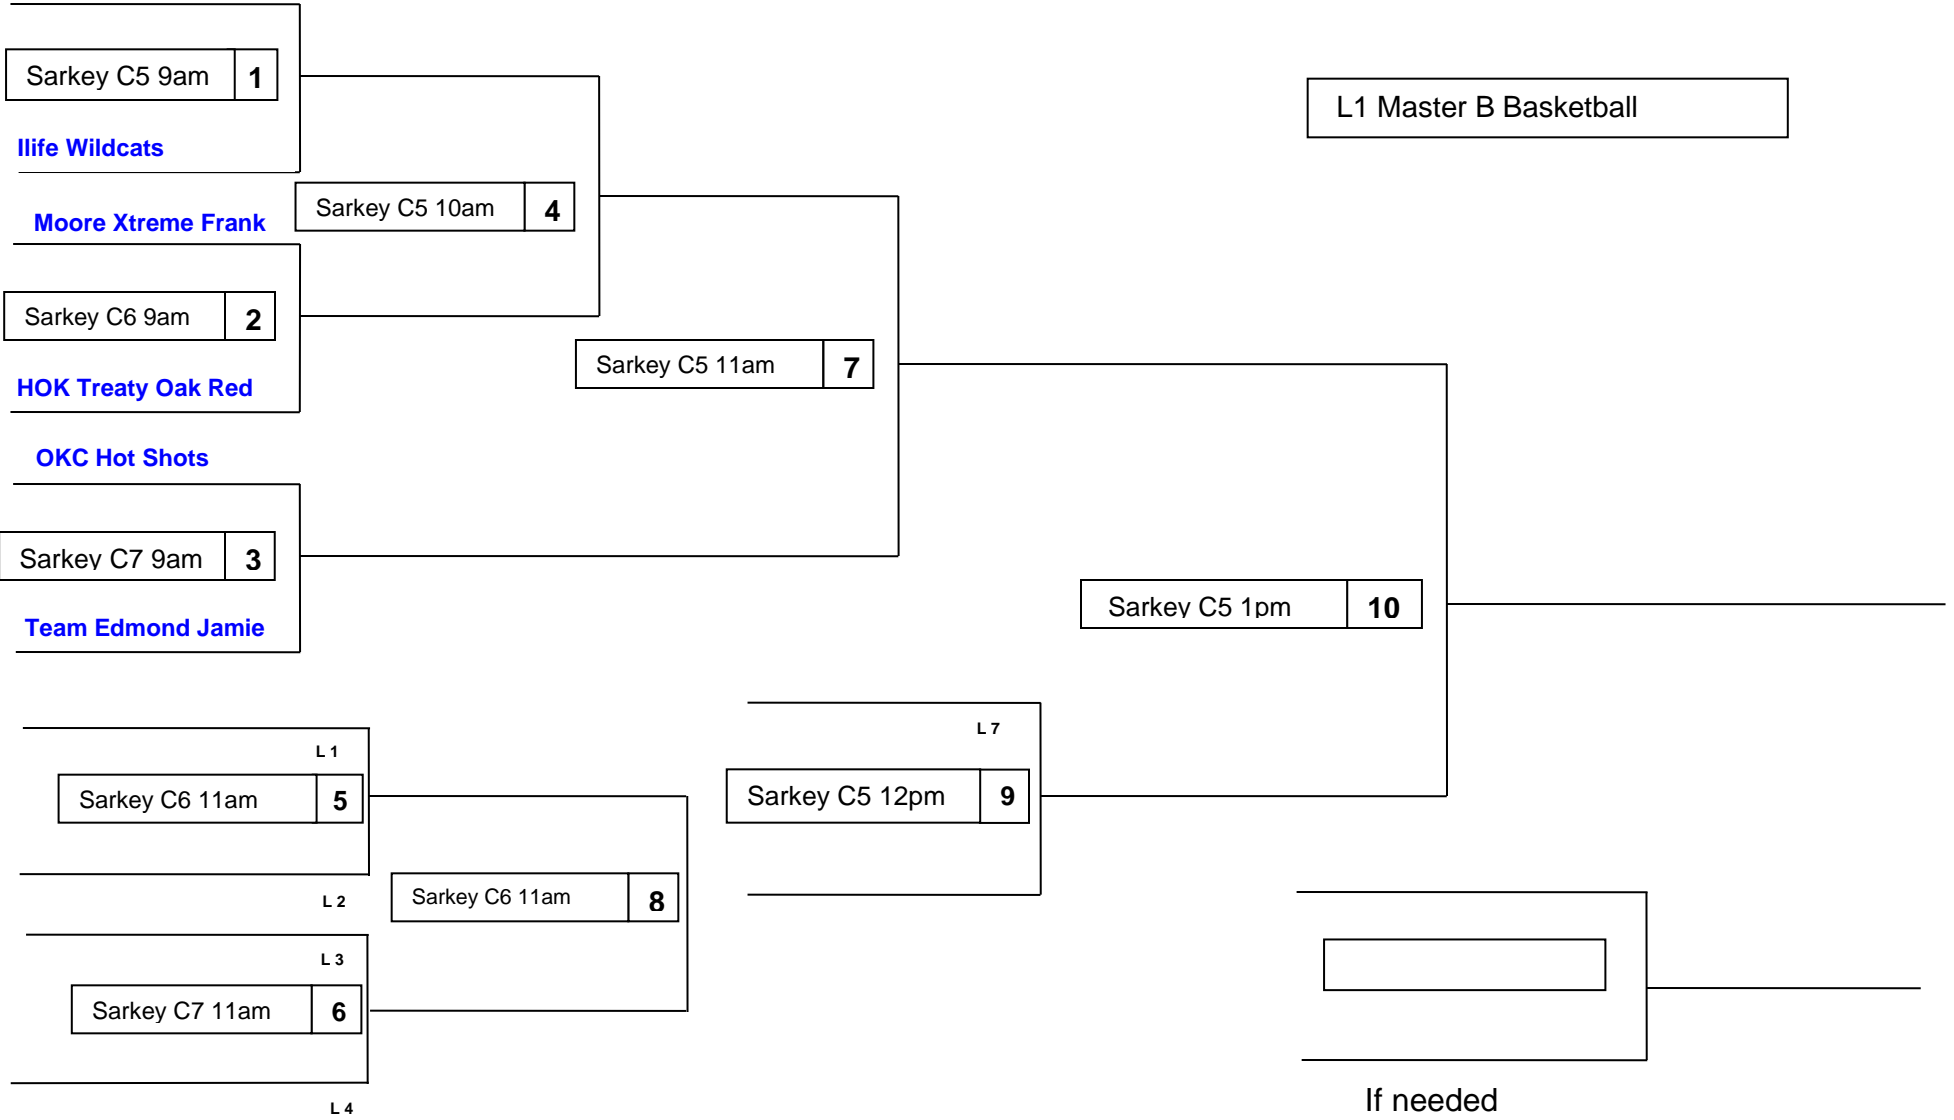 Sarkey C5 9am 1
L1 Master B Basketball
Ilife Wildcats
Moore Xtreme Frank
Sarkey C5 10am 4
Sarkey C6 9am 2
Sarkey C5 11am 7
HOK Treaty Oak Red
OKC Hot Shots
Sarkey C7 9am 3
Sarkey C5 1pm 10
Team Edmond Jamie
L 7
L 1
Sarkey C6 11am 5
Sarkey C5 12pm 9
L 2
Sarkey C6 11am 8
L 3
Sarkey C7 11am 6
L 4
If needed